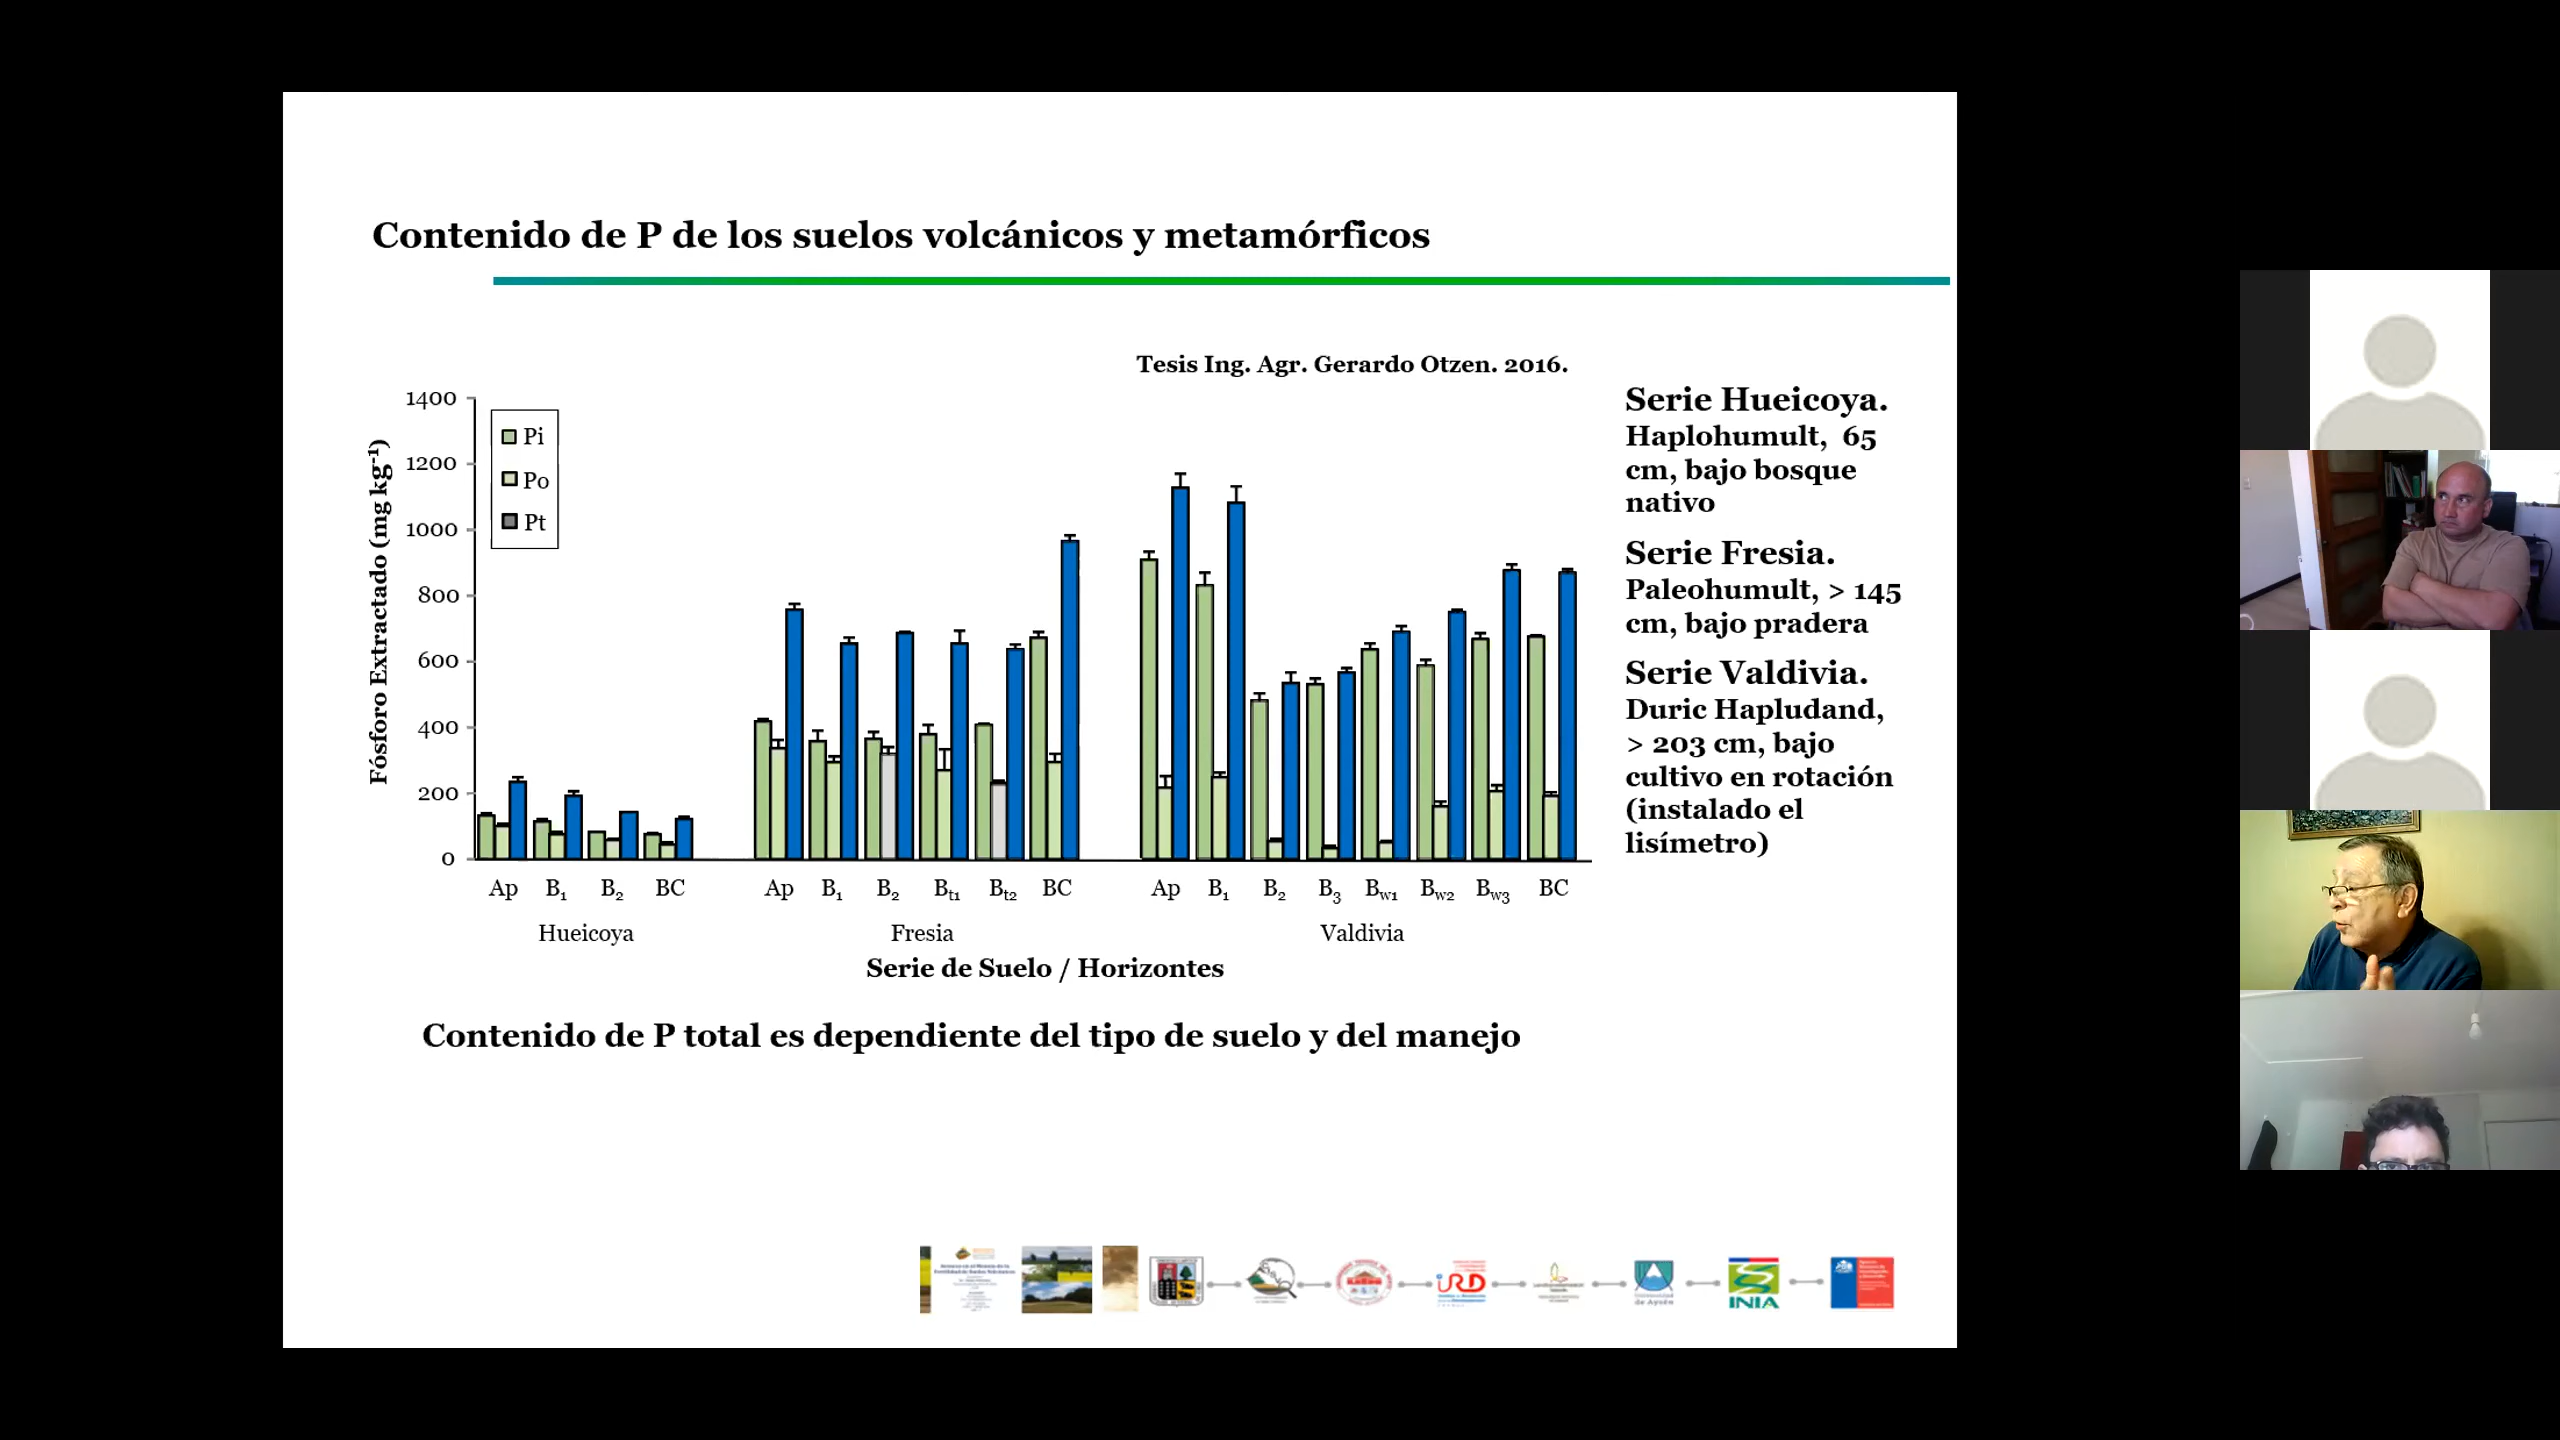 Contenido de P de los suelos volcánicos y metamórficos
Tesis Ing. Agr. Gerardo Otzen. 2016.
Fósforo Extractado (mg kg⁻¹)
1400
1200
1000
800
600
400
200
0
Pi
Po
Pt
Ap B₁ B₂ BC
Ap B₁ B₂ Bt1 Bt2 BC
Ap B₁ B₂ B₃ Bw1 Bw2 Bw3 BC
Hueicoya Fresia Valdivia
Serie de Suelo / Horizontes
Serie Hueicoya.
Haplohumult, 65
cm, bajo bosque
nativo
Serie Fresia.
Paleohumult, > 145
cm, bajo pradera
Serie Valdivia.
Duric Hapludand,
> 203 cm, bajo
cultivo en rotación
(instalado el
lisímetro)
Contenido de P total es dependiente del tipo de suelo y del manejo
iRD
de Aysén
INIA